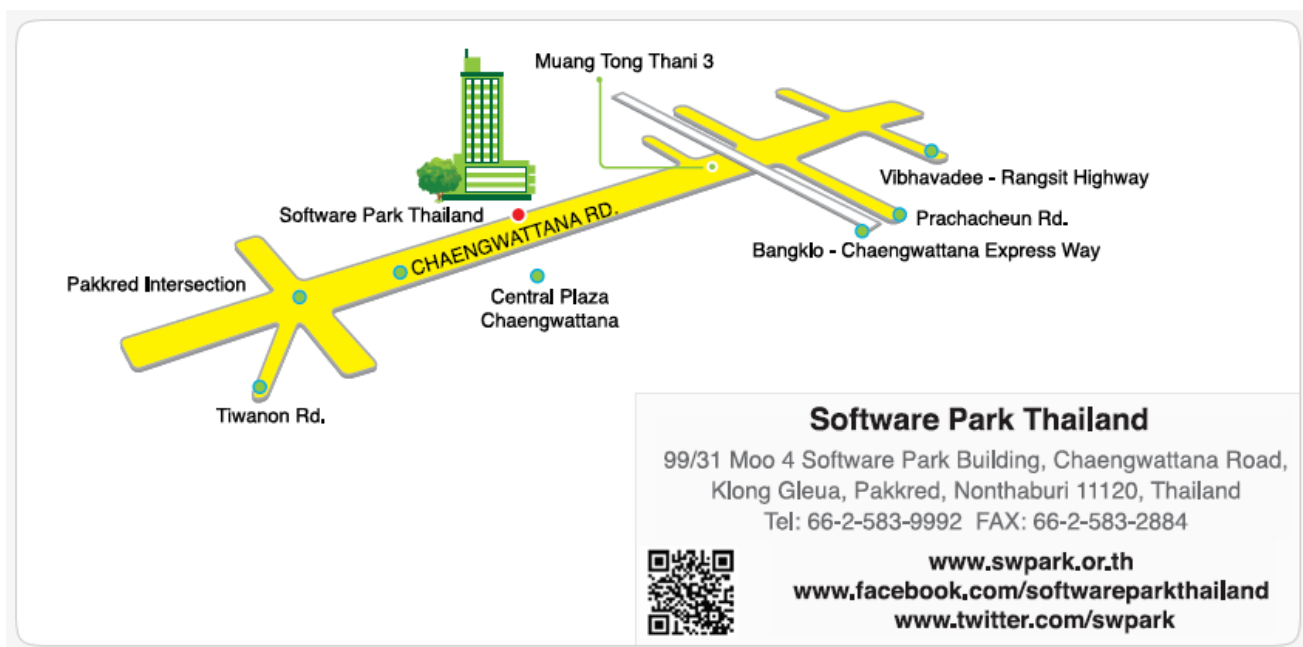 Muang Tong Thani 3
Vibhavadee - Rangsit Highway
Software Park Thailand
CHAENGWATTANA RD.
Prachacheun Rd.
Bangklo - Chaengwattana Express Way
Pakkred Intersection
Central Plaza
Chaengwattana
Tiwanon Rd.
Software Park Thailand
99/31 Moo 4 Software Park Building, Chaengwattana Road,
Klong Gleua, Pakkred, Nonthaburi 11120, Thailand
Tel: 66-2-583-9992 FAX: 66-2-583-2884
www.swpark.or.th
www.facebook.com/softwareparkthailand
www.twitter.com/swpark